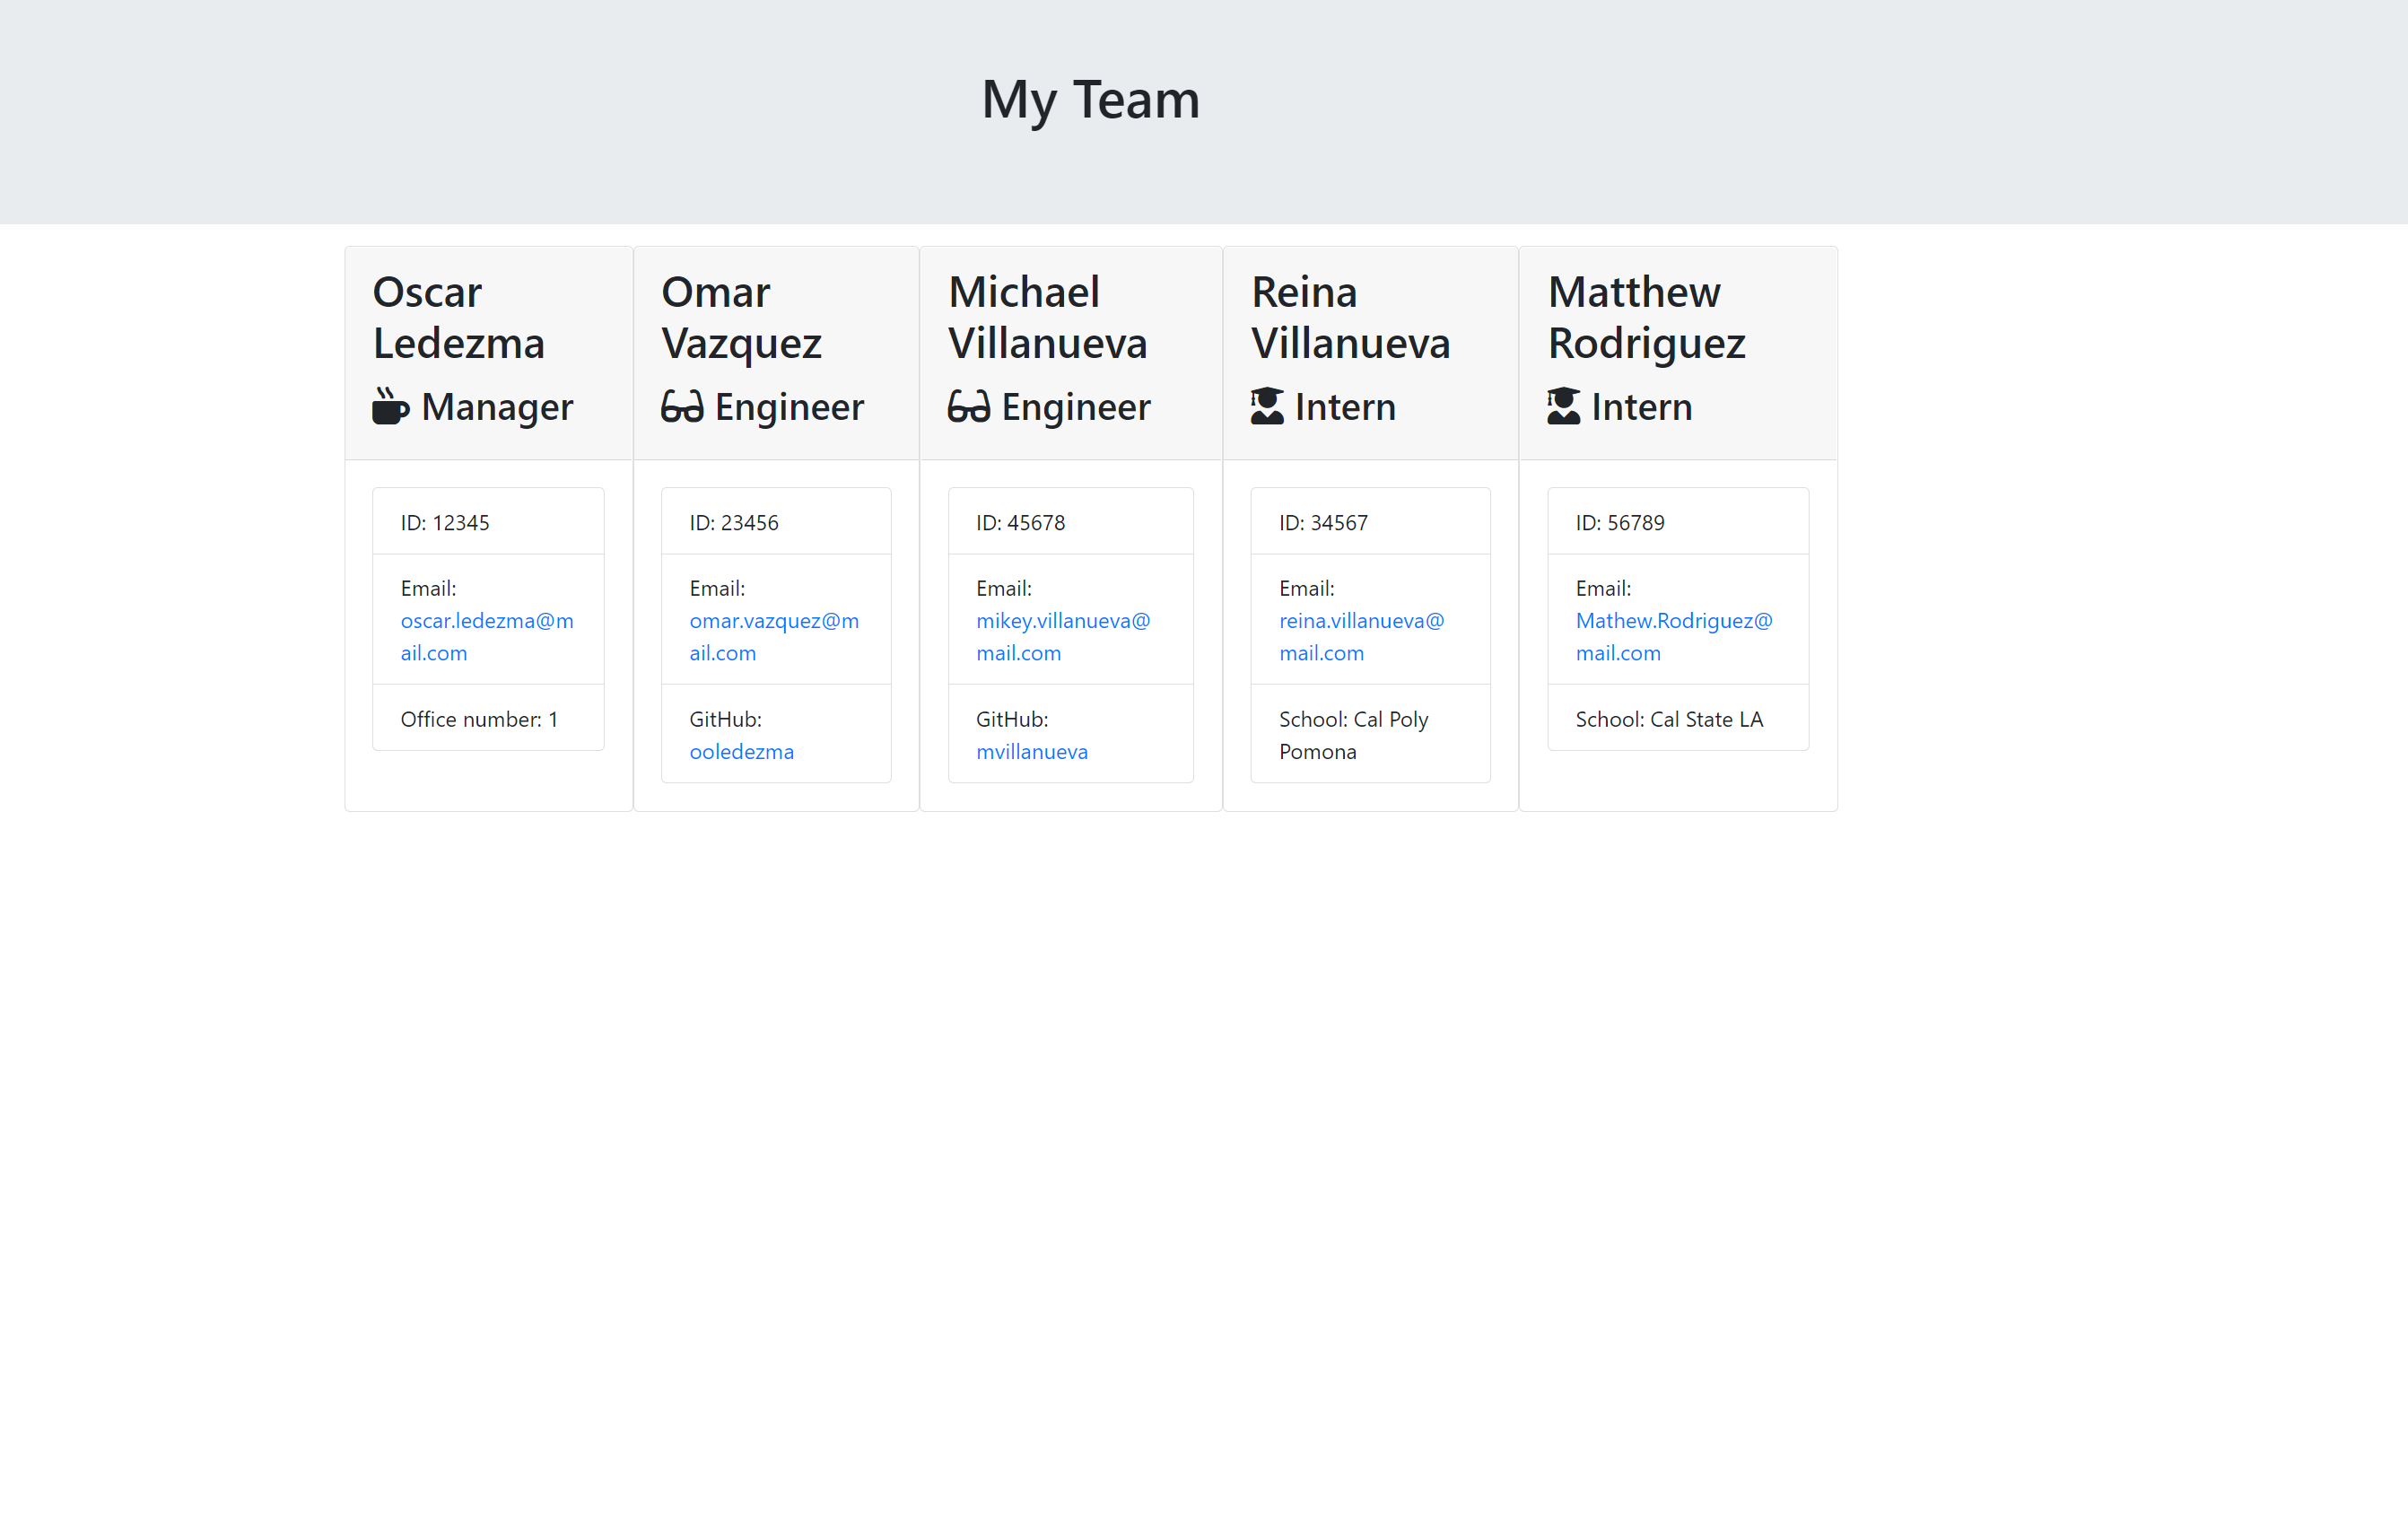 My Team
Oscar
Ledezma
Manager
ID: 12345
Email:
oscar.ledezma@m
ail.com
Office number: 1
Omar
Vazquez
Engineer
ID: 23456
Email:
omar.vazquez@m
ail.com
GitHub:
ooledezma
Michael
Villanueva
Engineer
ID: 45678
Email:
mikey.villanueva@
mail.com
GitHub:
mvillanueva
Reina
Villanueva
Intern
ID: 34567
Email:
reina.villanueva@
mail.com
School: Cal Poly
Pomona
Matthew
Rodriguez
Intern
ID: 56789
Email:
Mathew.Rodriguez@
mail.com
School: Cal State LA